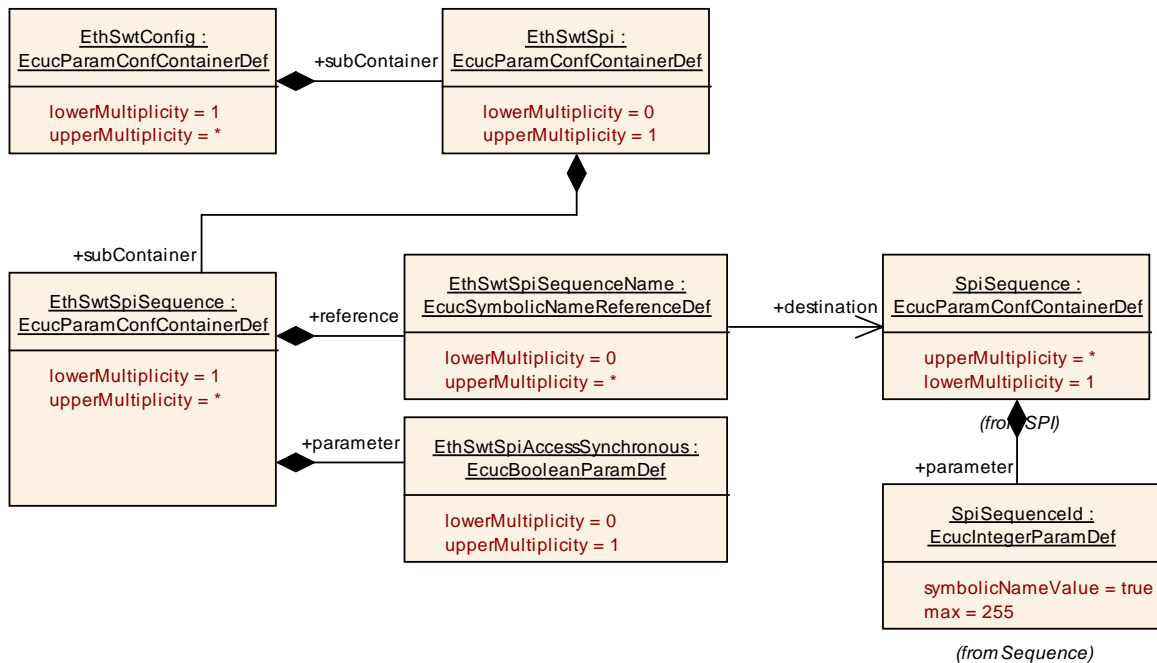 EthSwtConfig :
EcucParamConfContainerDef
lowerMultiplicity = 1
upperMultiplicity = *
+subContainer
EthSwtSpi :
EcucParamConfContainerDef
lowerMultiplicity = 0
upperMultiplicity = 1
+subContainer
EthSwtSpiSequence :
EcucParamConfContainerDef
lowerMultiplicity = 1
upperMultiplicity = *
+reference
EthSwtSpiSequenceName :
EcucSymbolicNameReferenceDef
lowerMultiplicity = 0
upperMultiplicity = *
+destination
SpiSequence :
EcucParamConfContainerDef
upperMultiplicity = *
lowerMultiplicity = 1
(from SPI)
+parameter
EthSwtSpiAccessSynchronous :
EcucBooleanParamDef
lowerMultiplicity = 0
upperMultiplicity = 1
+parameter
SpiSequenceId :
EcucIntegerParamDef
symbolicNameValue = true
max = 255
(from Sequence)